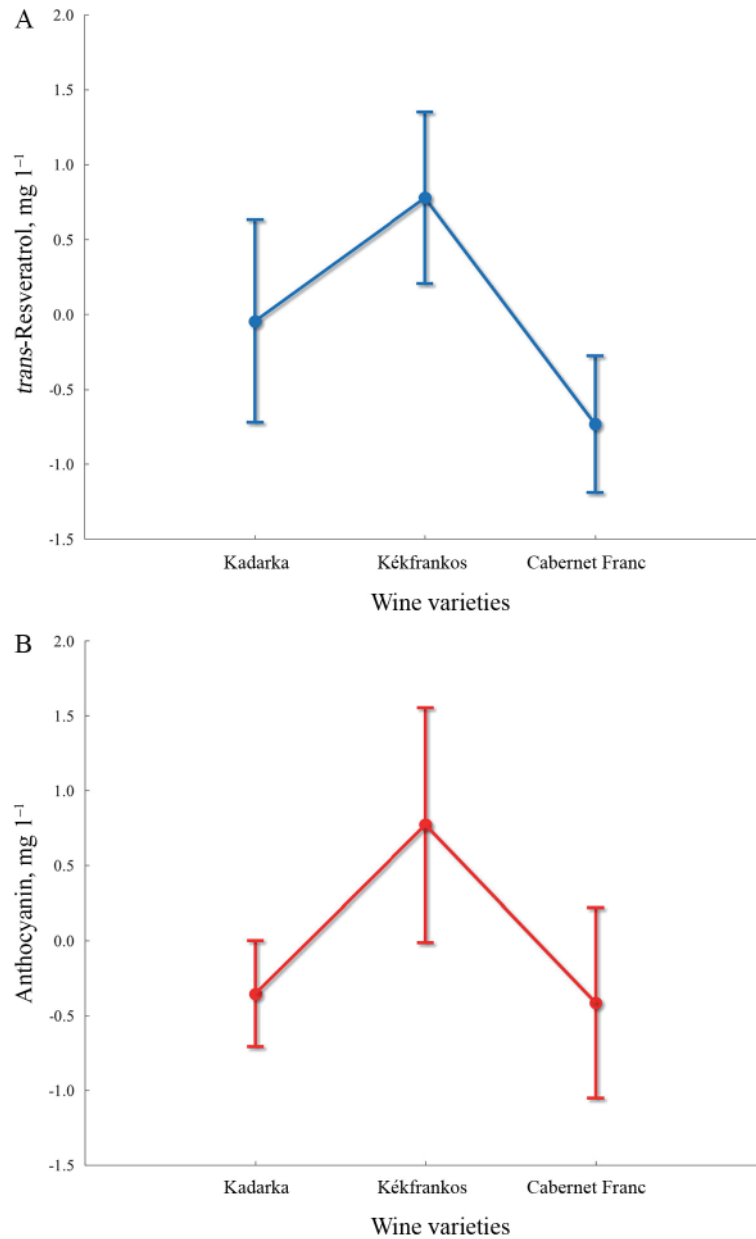 A
2.0
1.5
1.0
0.5
0.0
-0.5
-1.0
-1.5
trans-Resveratrol, mg l⁻¹
Kadarka Kékfrankos Cabernet Franc
Wine varieties
B
2.0
1.5
1.0
0.5
0.0
-0.5
-1.0
-1.5
Anthocyanin, mg l⁻¹
Kadarka Kékfrankos Cabernet Franc
Wine varieties